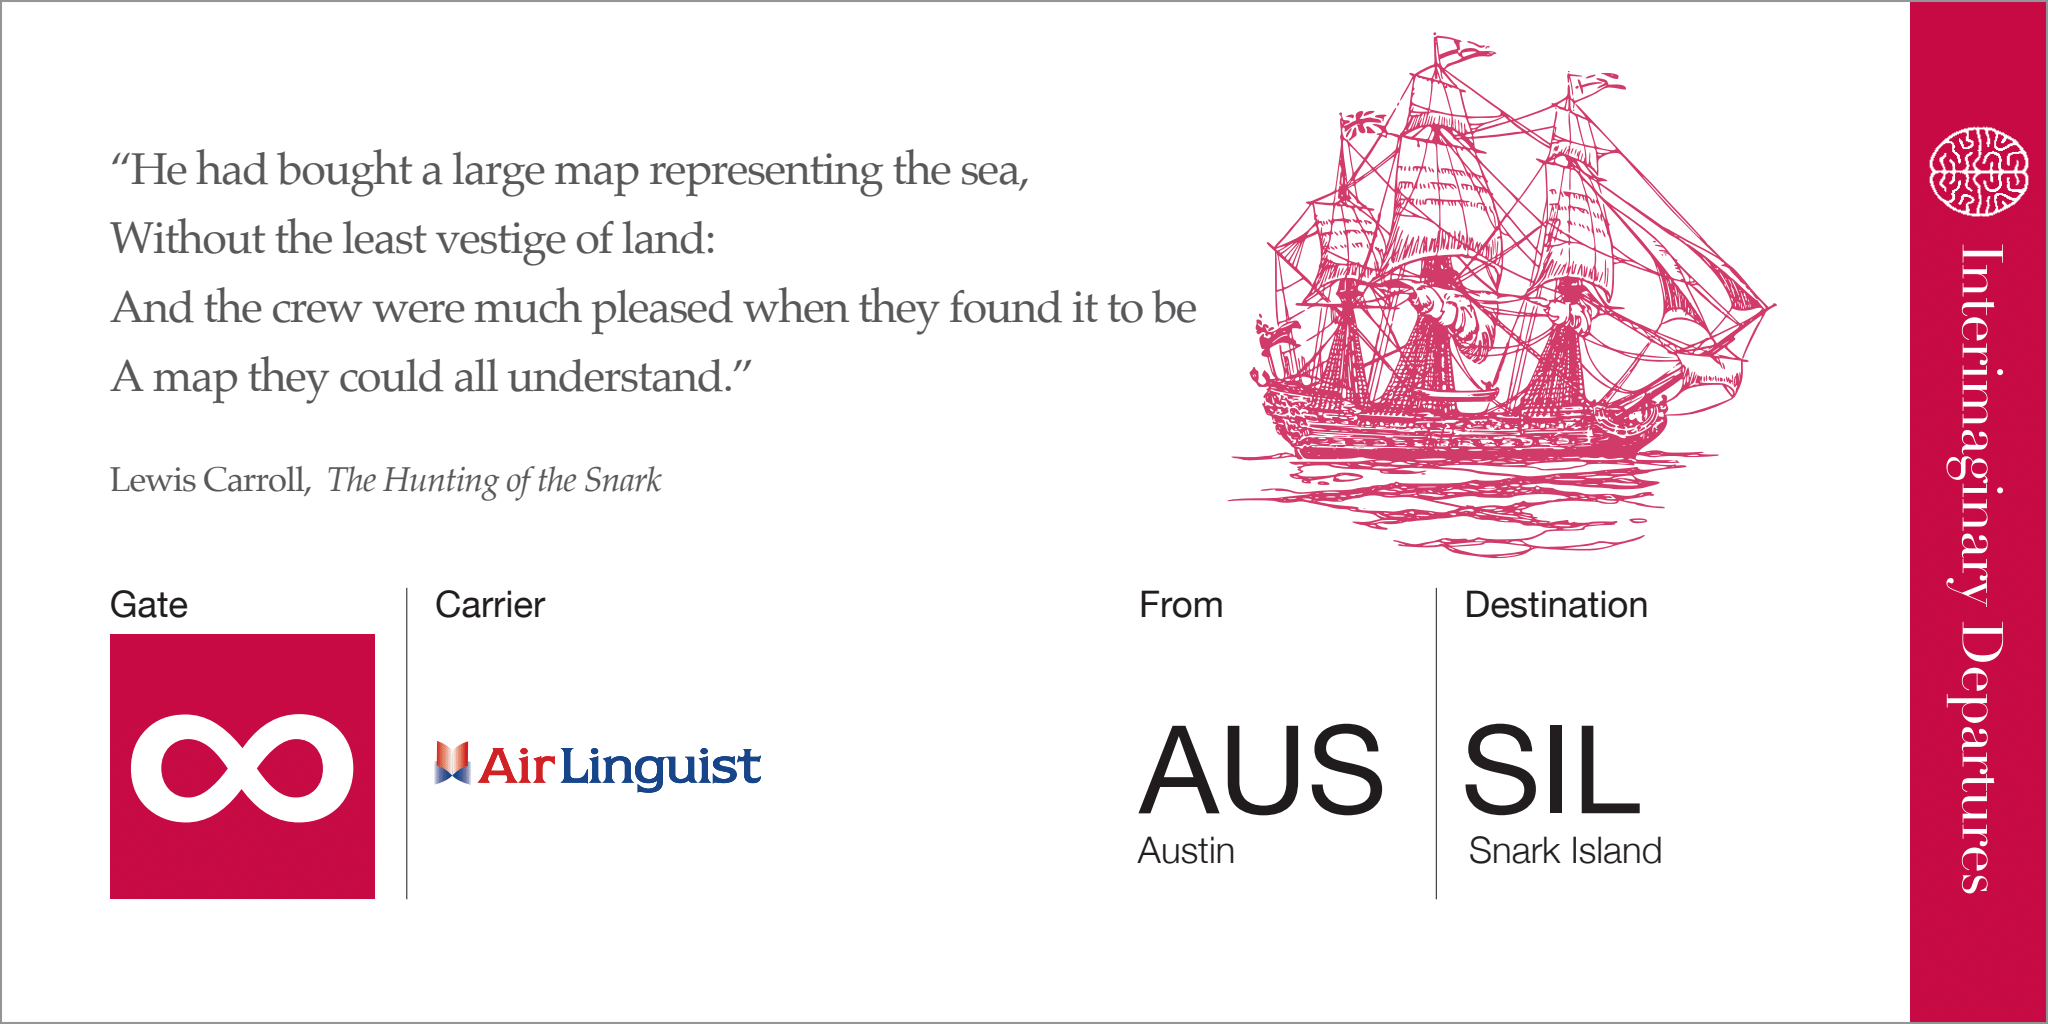 “He had bought a large map representing the sea,
Without the least vestige of land:
And the crew were much pleased when they found it to be
A map they could all understand.”
Lewis Carroll, The Hunting of the Snark
Gate
∞
Carrier
Air Linguist
From
AUS
Austin
Destination
SIL
Snark Island
Interimaginary Departures